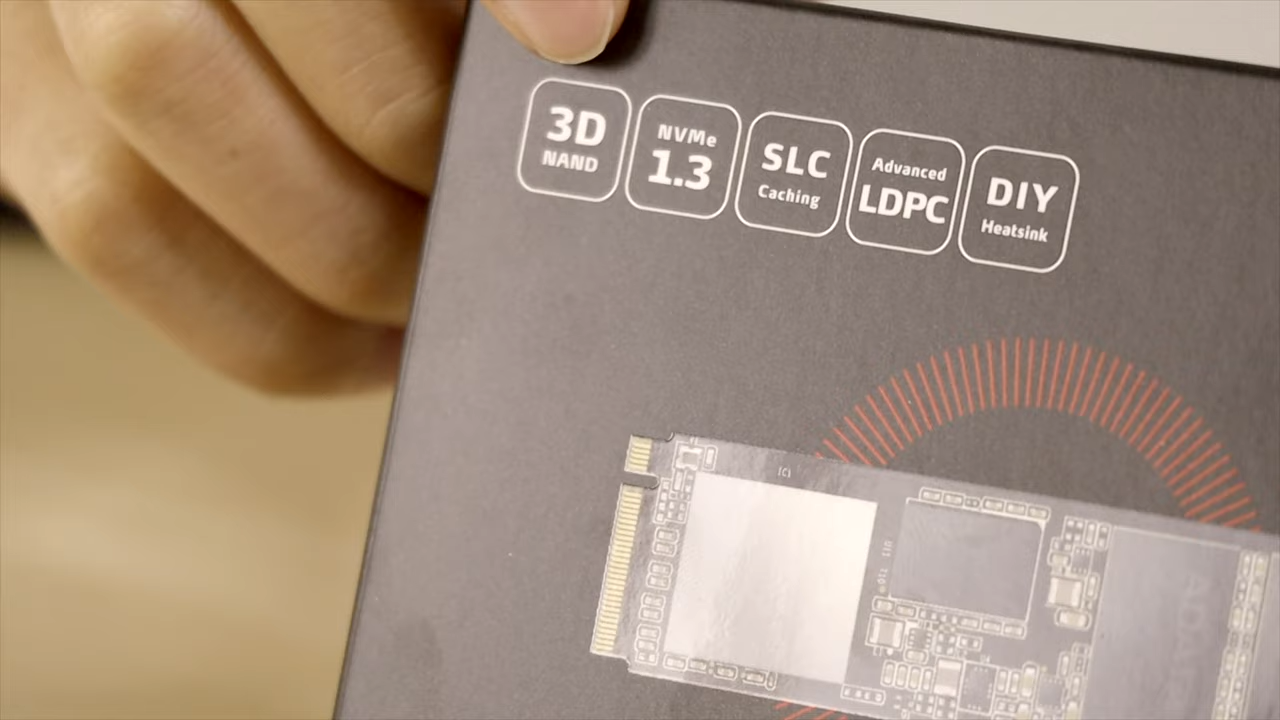 3D
NAND
NVMe
1.3
SLC
Caching
Advanced
LDPC
DIY
Heatsink
(C)